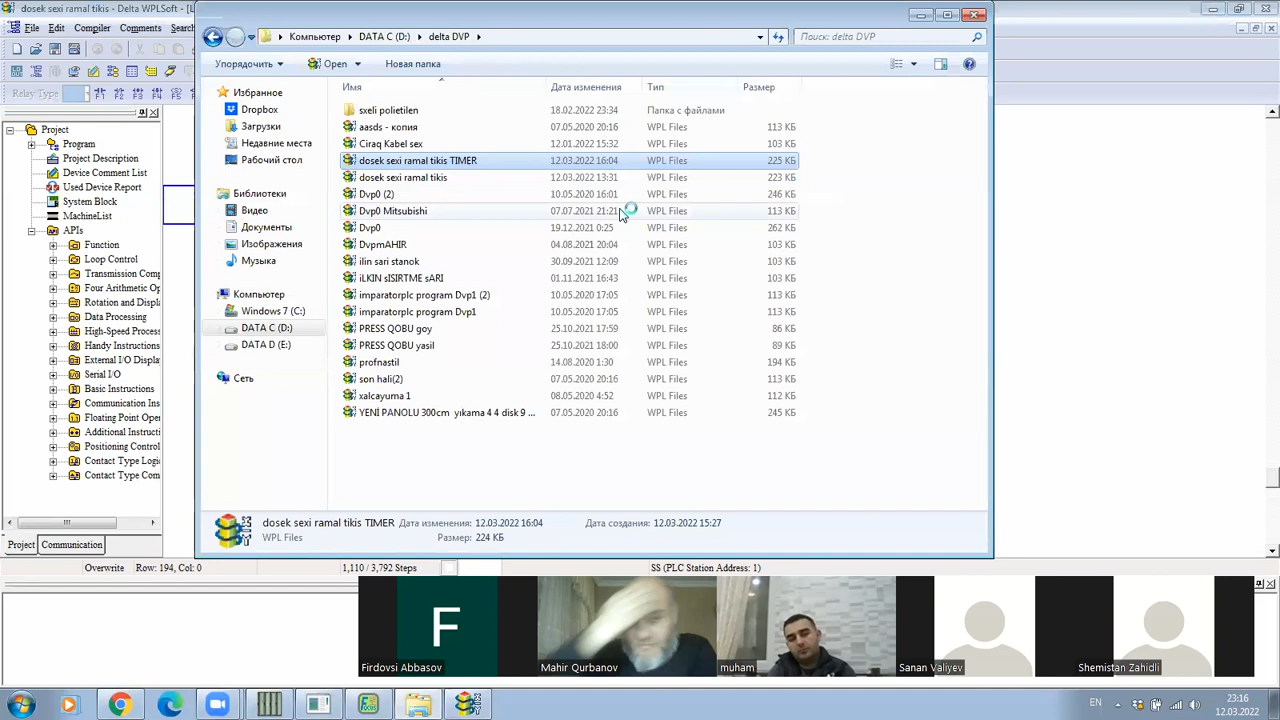 dosek sexi ramal tikis - Delta WPLSoft - [L
File Edit Compiler Comments Search
Relay Type:
Компьютер ▸ DATA C (D:) ▸ delta DVP ▸
Поиск: delta DVP
Упорядочить Open Новая папка
Имя Дата изменения Тип Размер
sxeli polietilen 18.02.2022 23:34 Папка с файлами
aasds - копия 07.05.2020 20:16 WPL Files 113 КБ
Ciraq Kabel sex 12.01.2022 15:32 WPL Files 103 КБ
dosek sexi ramal tikis TIMER 12.03.2022 16:04 WPL Files 225 КБ
dosek sexi ramal tikis 12.03.2022 13:31 WPL Files 223 КБ
Dvp0 (2) 10.05.2020 16:01 WPL Files 246 КБ
Dvp0 Mitsubishi 07.07.2021 21:21 WPL Files 113 КБ
Dvp0 19.12.2021 0:25 WPL Files 262 КБ
DvpmAHIR 04.08.2021 20:04 WPL Files 103 КБ
ilin sari stanok 30.09.2021 12:09 WPL Files 103 КБ
iLKIN sISIRTME sARI 01.11.2021 16:43 WPL Files 103 КБ
imparatorplc program Dvp1 (2) 10.05.2020 17:05 WPL Files 113 КБ
imparatorplc program Dvp1 10.05.2020 17:05 WPL Files 113 КБ
PRESS QOBU goy 25.10.2021 17:59 WPL Files 86 КБ
PRESS QOBU yasil 25.10.2021 18:00 WPL Files 89 КБ
profnastil 14.08.2020 1:30 WPL Files 194 КБ
son hali(2) 07.05.2020 20:16 WPL Files 113 КБ
xalcayuma 1 08.05.2020 4:52 WPL Files 112 КБ
YENİ PANOLU 300cm yıkama 4 4 disk 9 ... 07.05.2020 20:16 WPL Files 245 КБ
Избранное
Dropbox
Загрузки
Недавние места
Рабочий стол
Библиотеки
Видео
Документы
Изображения
Музыка
Компьютер
Windows 7 (C:)
DATA C (D:)
DATA D (E:)
Сеть
Project
Program
Project Description
Device Comment List
Used Device Report
System Block
MachineList
APIs
Function
Loop Control
Transmission Comp
Four Arithmetic Op
Rotation and Displa
Data Processing
High-Speed Proces
Handy Instructions
External I/O Display
Serial I/O
Basic Instructions
Communication Ins
Floating Point Oper
Additional Instructi
Positioning Control
Contact Type Logic
Contact Type Com
dosek sexi ramal tikis TIMER Дата изменения: 12.03.2022 16:04 Дата создания: 12.03.2022 15:27
WPL Files Размер: 224 КБ
Project Communication
Overwrite Row: 194, Col: 0 1,110 / 3,792 Steps SS (PLC Station Address: 1)
F
Firdovsi Abbasov Mahir Qurbanov muham Sanan Valiyev Shemistan Zahidli
EN 23:16
12.03.2022